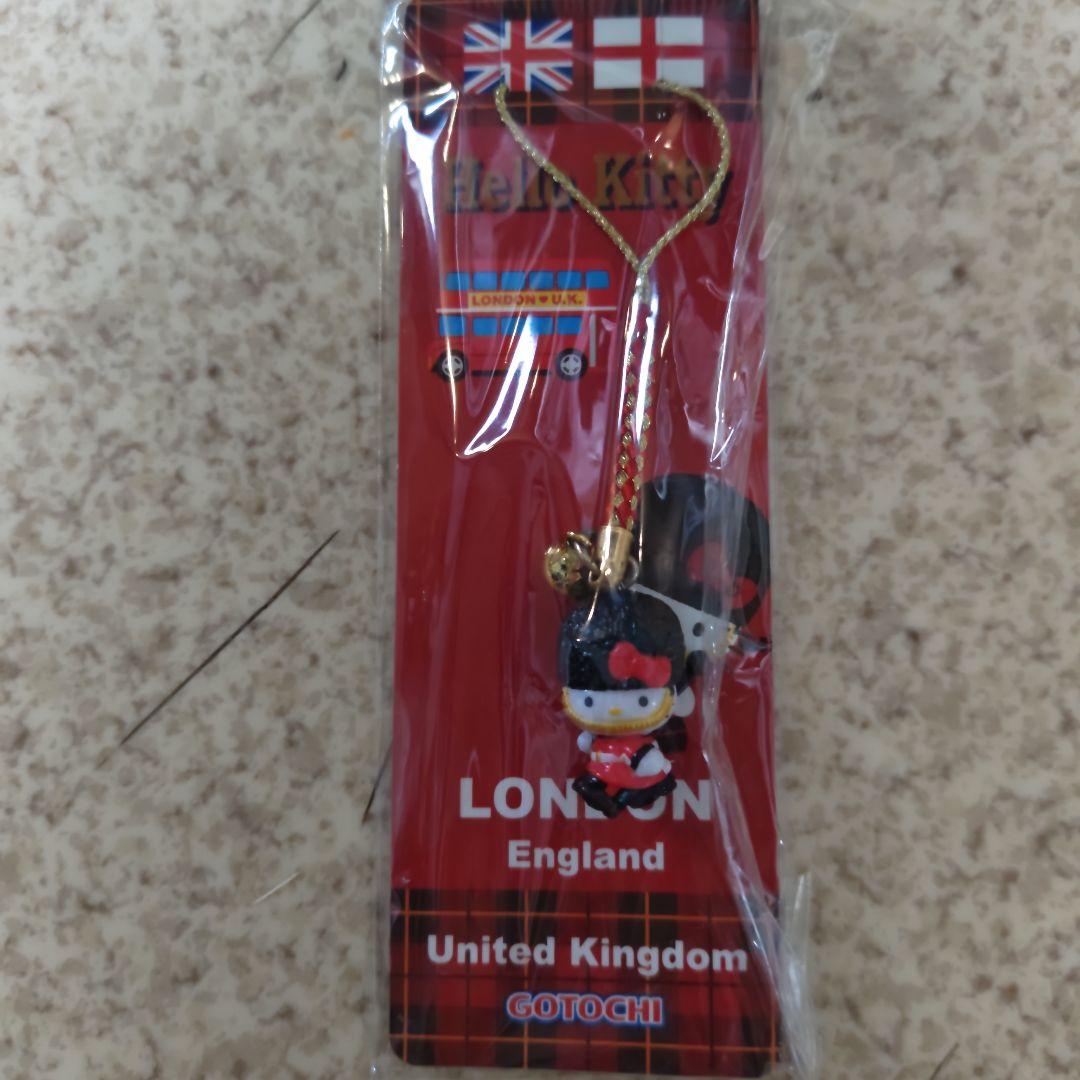 Hello Kitty
LONDON ♥ U.K.
LONDON
England
United Kingdom
GOTOCHI